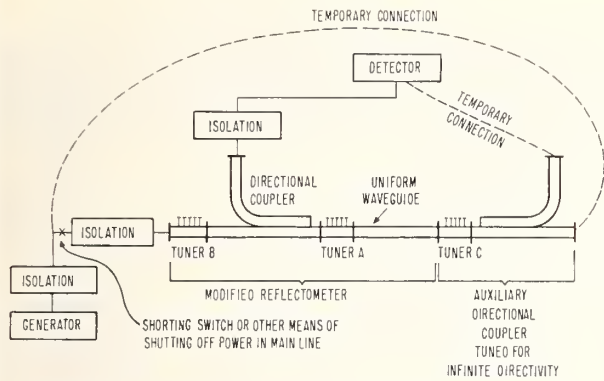 TEMPORARY CONNECTION
DETECTOR
TEMPORARY
CONNECTION
ISOLATION
DIRECTIONAL
COUPLER
UNIFORM
WAVEGUIDE
ISOLATION
TUNER B
TUNER A
TUNER C
ISOLATION
MODIFIED REFLECTOMETER
AUXILIARY
DIRECTIONAL
COUPLER
TUNED FOR
INFINITE DIRECTIVITY
GENERATOR
SHORTING SWITCH OR OTHER MEANS OF
SHUTTING OFF POWER IN MAIN LINE